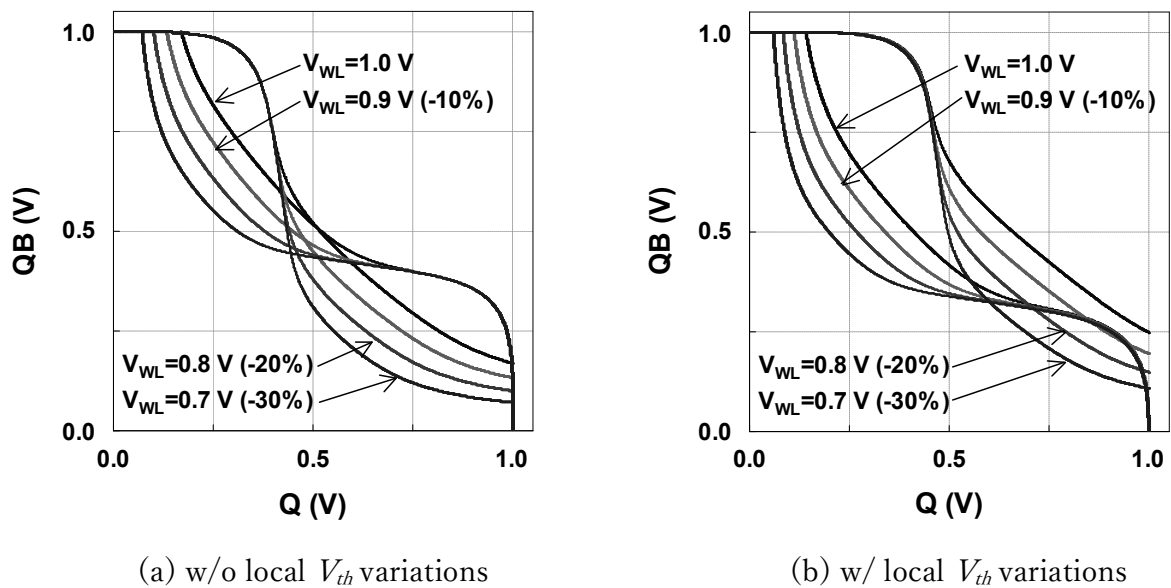 1.0
V_WL=1.0 V
V_WL=0.9 V (-10%)
0.5
QB (V)
V_WL=0.8 V (-20%)
V_WL=0.7 V (-30%)
0.0
0.0 0.5 1.0
Q (V)
(a) w/o local V_th variations
1.0
V_WL=1.0 V
V_WL=0.9 V (-10%)
0.5
QB (V)
V_WL=0.8 V (-20%)
V_WL=0.7 V (-30%)
0.0
0.0 0.5 1.0
Q (V)
(b) w/ local V_th variations